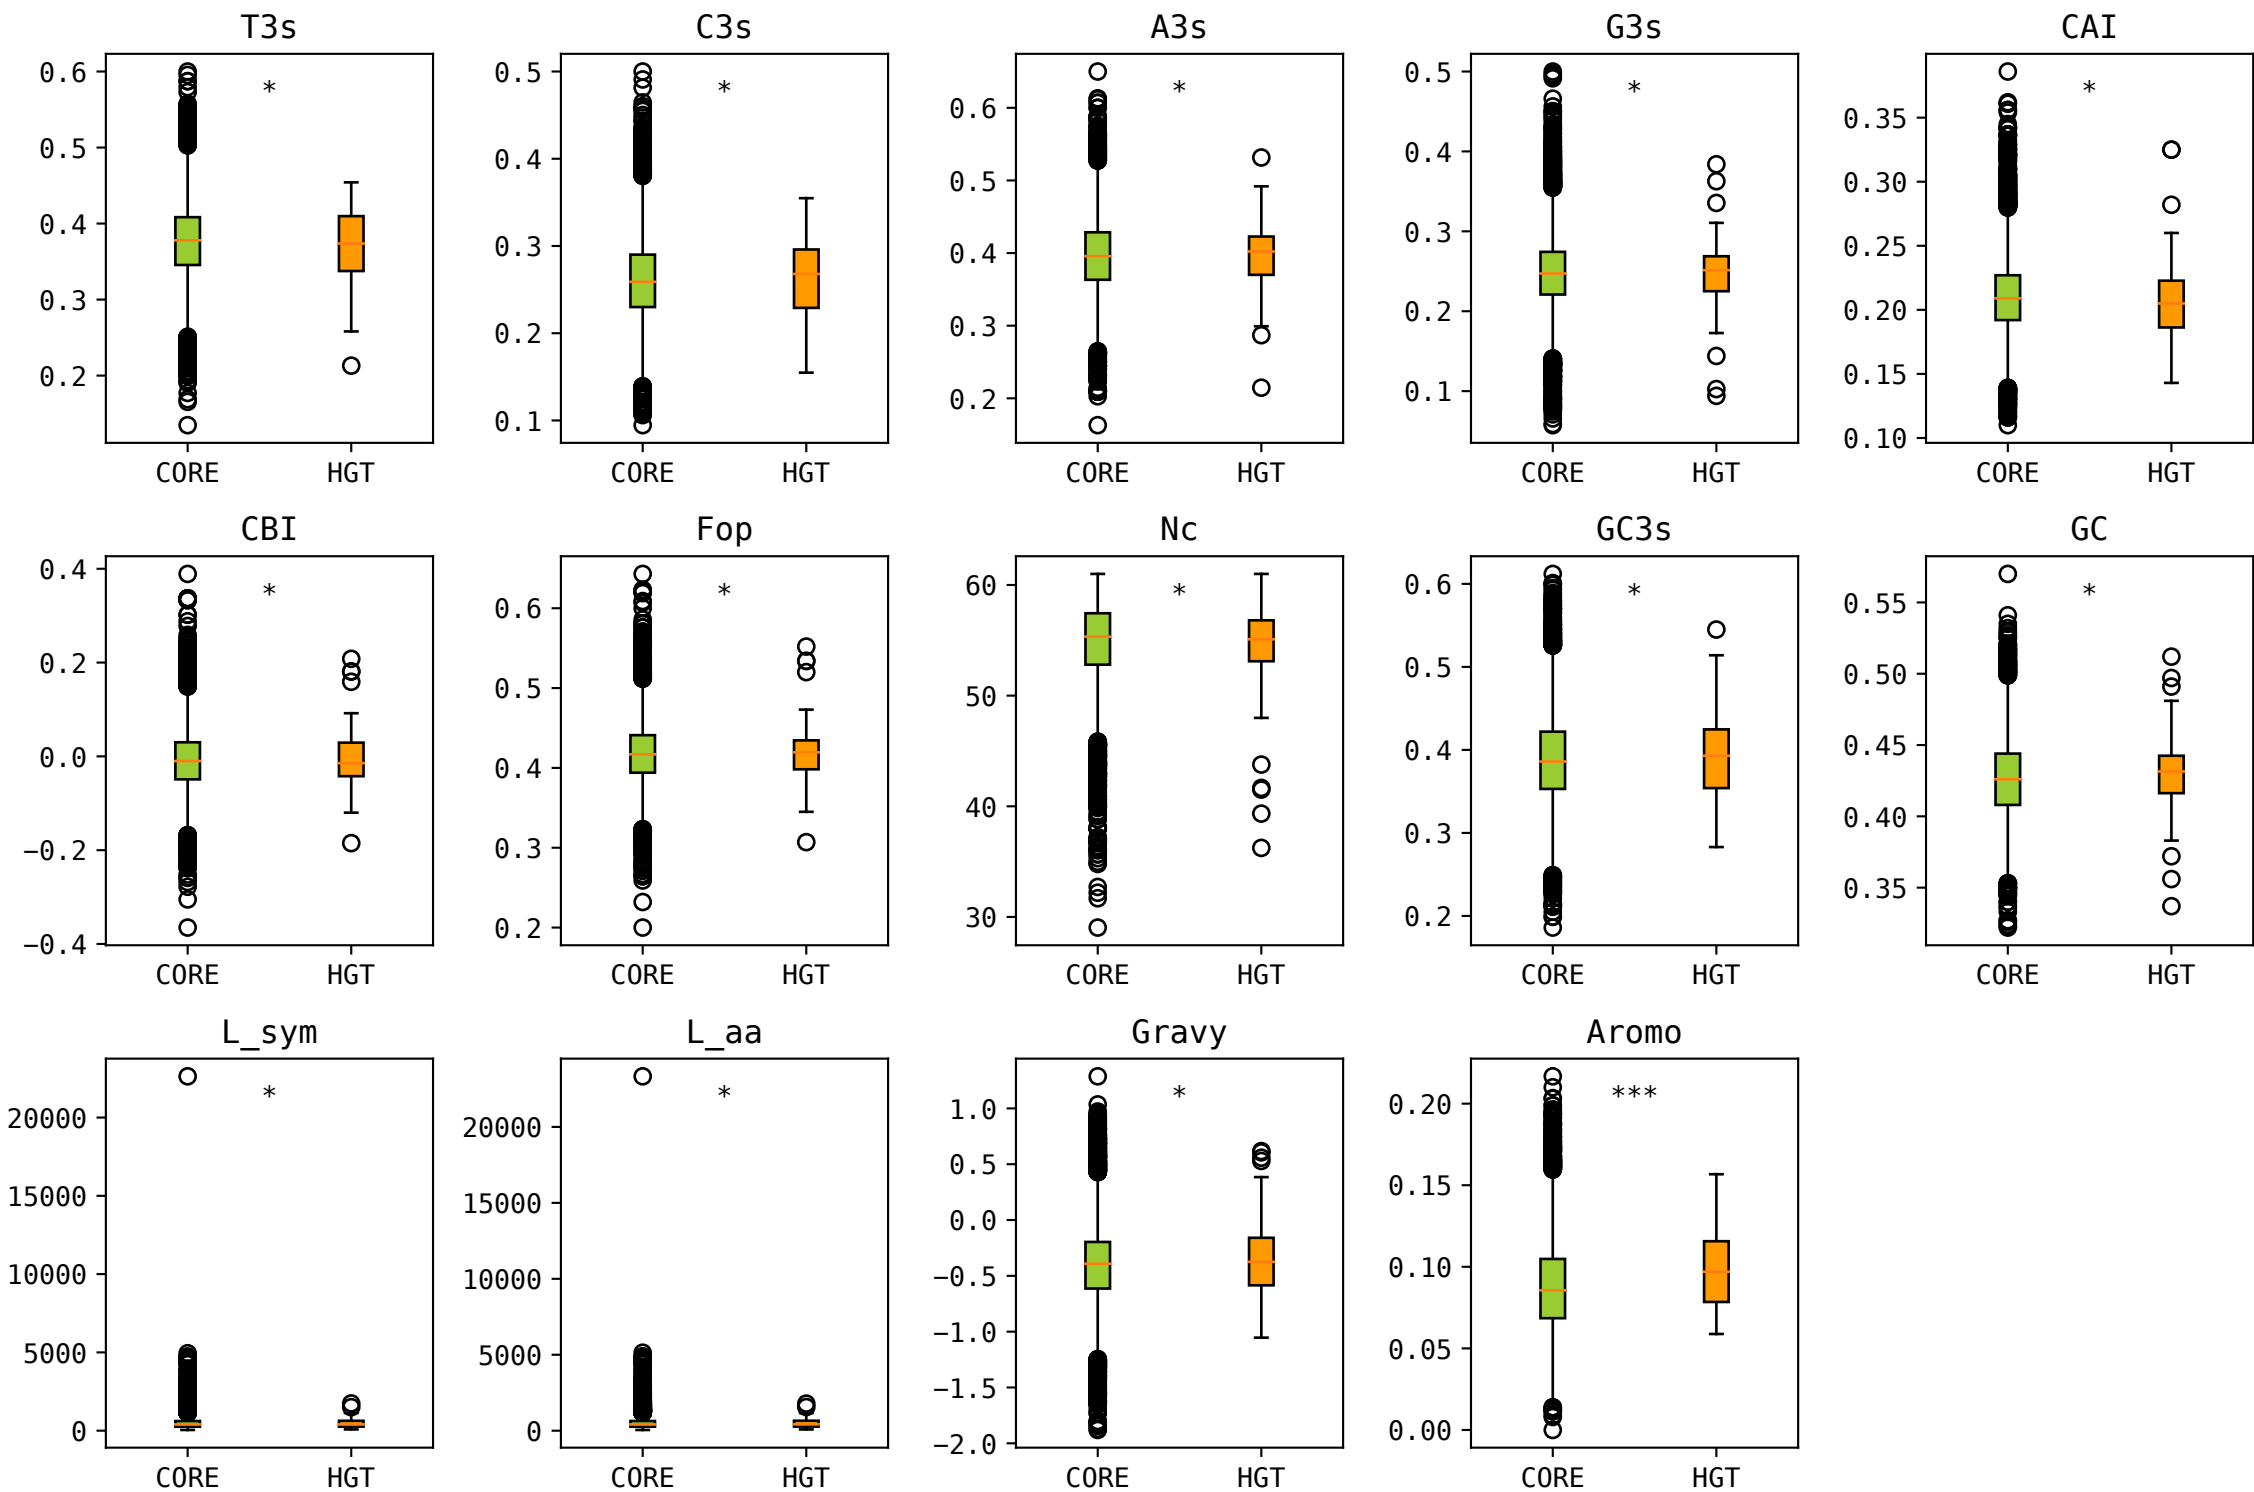 T3s C3s A3s G3s CAI
0.6 0.5 0.4 0.3 0.2
*
CORE HGT
0.5 0.4 0.3 0.2 0.1
*
CORE HGT
0.6 0.5 0.4 0.3 0.2
*
CORE HGT
0.5 0.4 0.3 0.2 0.1
*
CORE HGT
0.35 0.30 0.25 0.20 0.15 0.10
*
CORE HGT
CBI Fop Nc GC3s GC
0.4 0.2 0.0 −0.2 −0.4
*
CORE HGT
0.6 0.5 0.4 0.3 0.2
*
CORE HGT
60 50 40 30
*
CORE HGT
0.6 0.5 0.4 0.3 0.2
*
CORE HGT
0.55 0.50 0.45 0.40 0.35
*
CORE HGT
L_sym L_aa Gravy Aromo
20000 15000 10000 5000 0
*
CORE HGT
20000 15000 10000 5000 0
*
CORE HGT
1.0 0.5 0.0 −0.5 −1.0 −1.5 −2.0
*
CORE HGT
0.20 0.15 0.10 0.05 0.00
***
CORE HGT